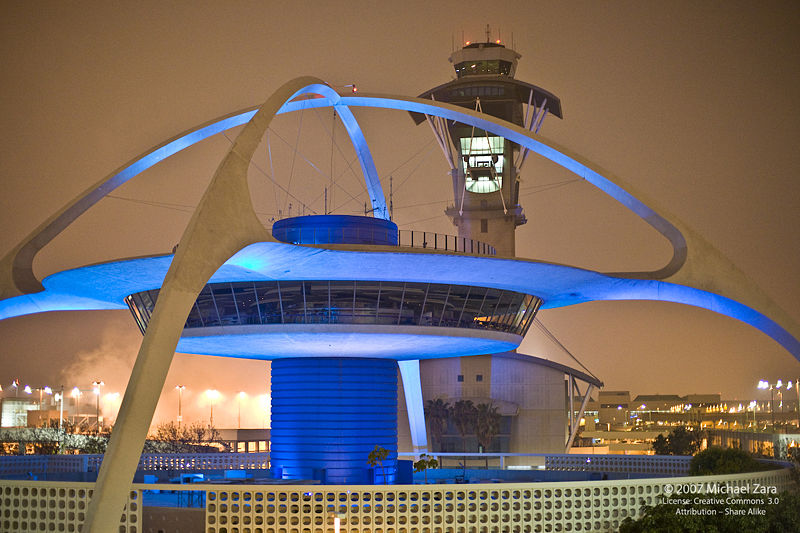 ©2007 Michael Zara
License: Creative Commons 3.0
Attribution – Share Alike